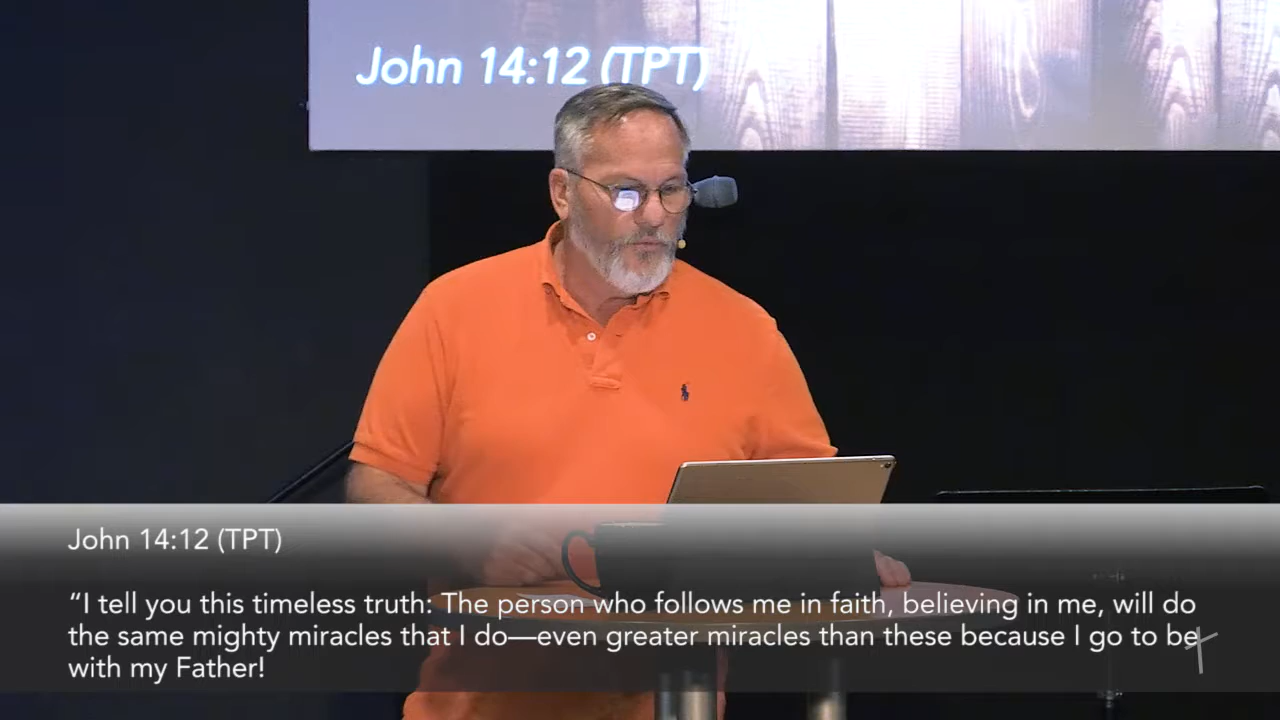 John 14:12 (TPT)
John 14:12 (TPT)
“I tell you this timeless truth: The person who follows me in faith, believing in me, will do
the same mighty miracles that I do—even greater miracles than these because I go to be
with my Father!